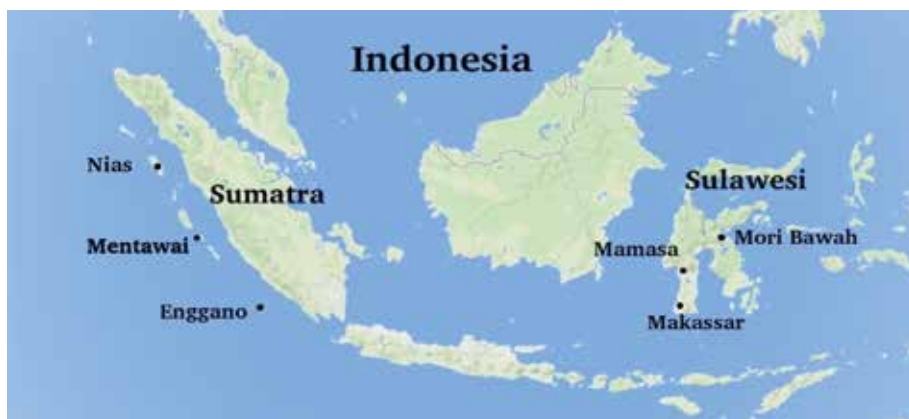 Indonesia
Nias
Sumatra
Sulawesi
Mentawai
Mamasa
Mori Bawah
Enggano
Makassar